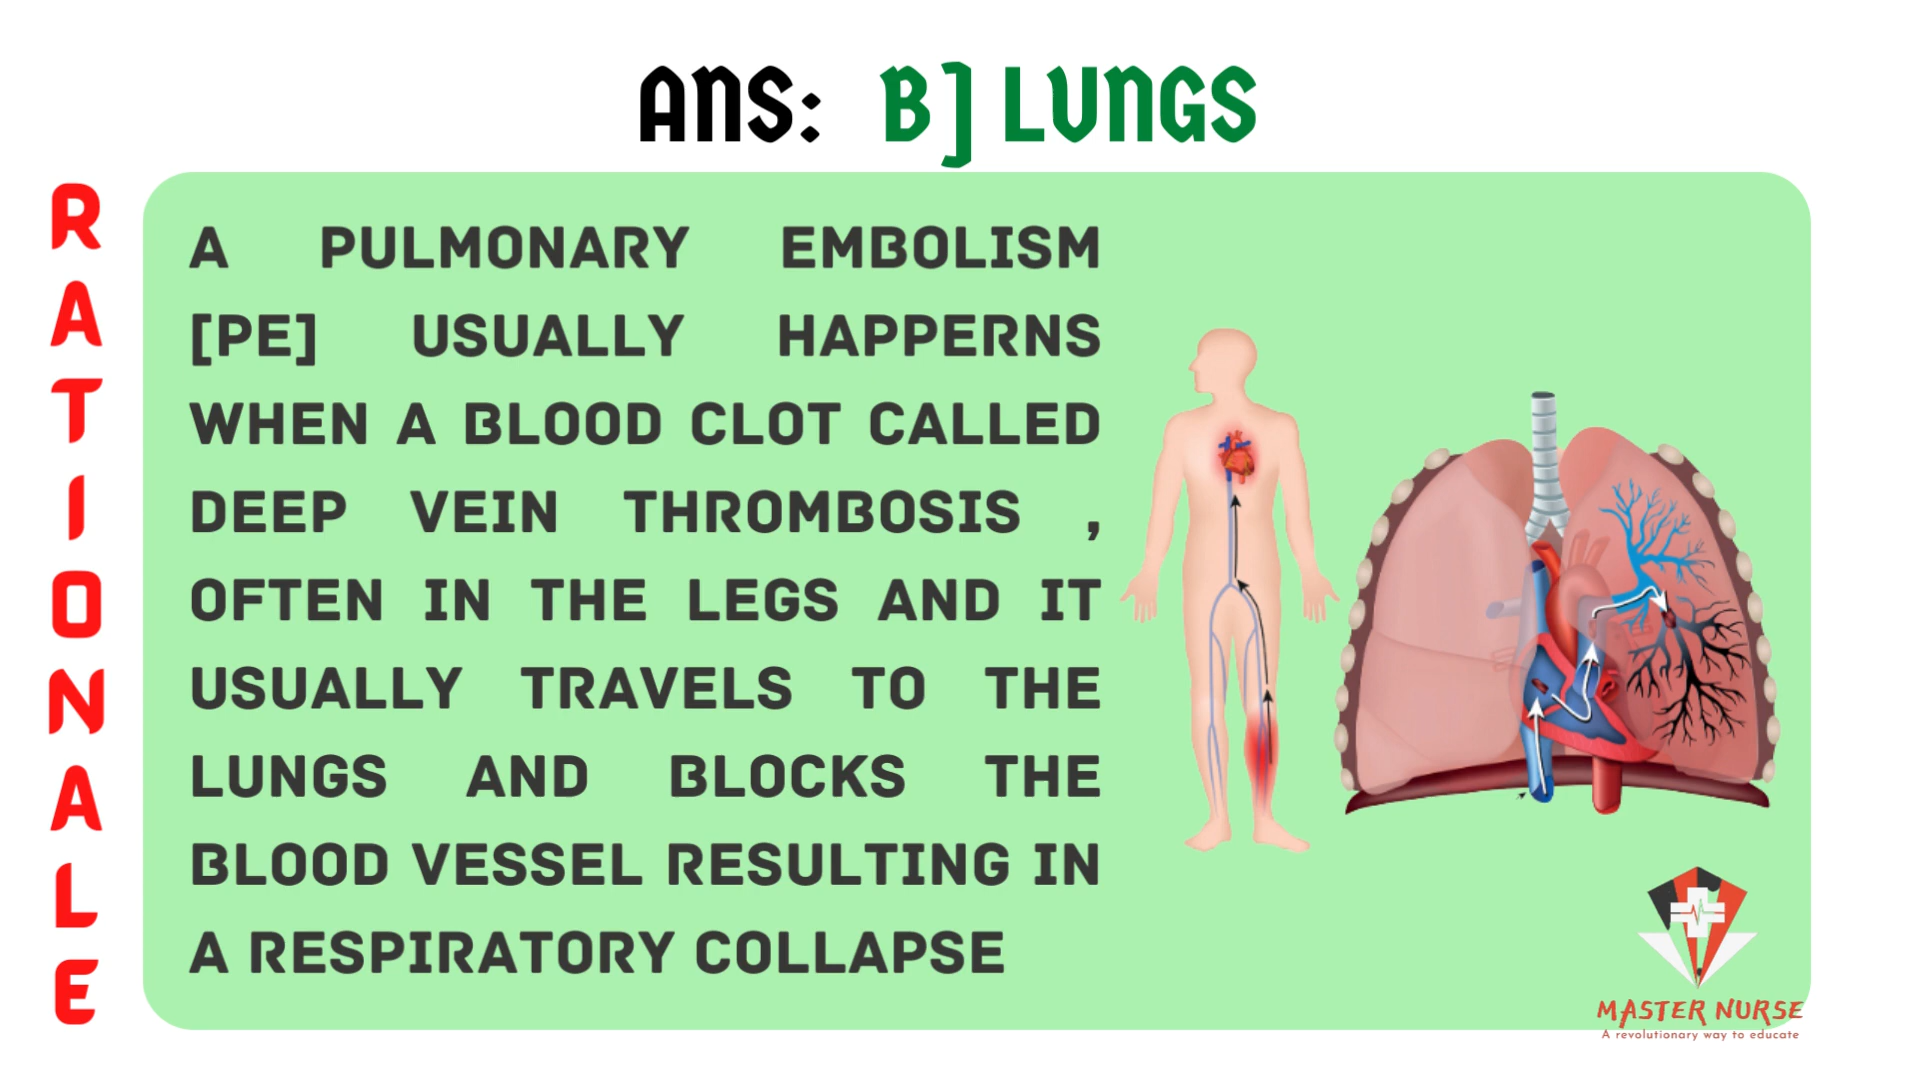 ANS: B] LUNGS
RATIONALE
A PULMONARY EMBOLISM
[PE] USUALLY HAPPERNS
WHEN A BLOOD CLOT CALLED
DEEP VEIN THROMBOSIS ,
OFTEN IN THE LEGS AND IT
USUALLY TRAVELS TO THE
LUNGS AND BLOCKS THE
BLOOD VESSEL RESULTING IN
A RESPIRATORY COLLAPSE
MASTER NURSE
A revolutionary way to educate